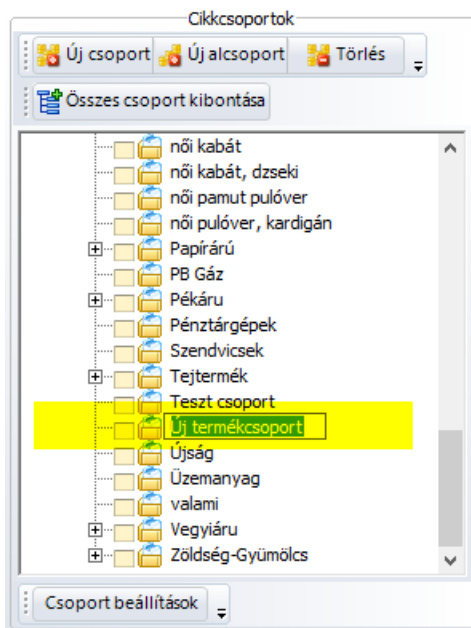 Cikkcsoportok
Új csoport Új alcsoport Törlés
Összes csoport kibontása
női kabát
női kabát, dzseki
női pamut pulóver
női pulóver, kardigán
Papírárú
PB Gáz
Pékáru
Pénztárgépek
Szendvicsek
Tejtermék
Teszt csoport
Új termékcsoport
Újság
Üzemanyag
valami
Vegyiáru
Zöldség-Gyümölcs
Csoport beállítások